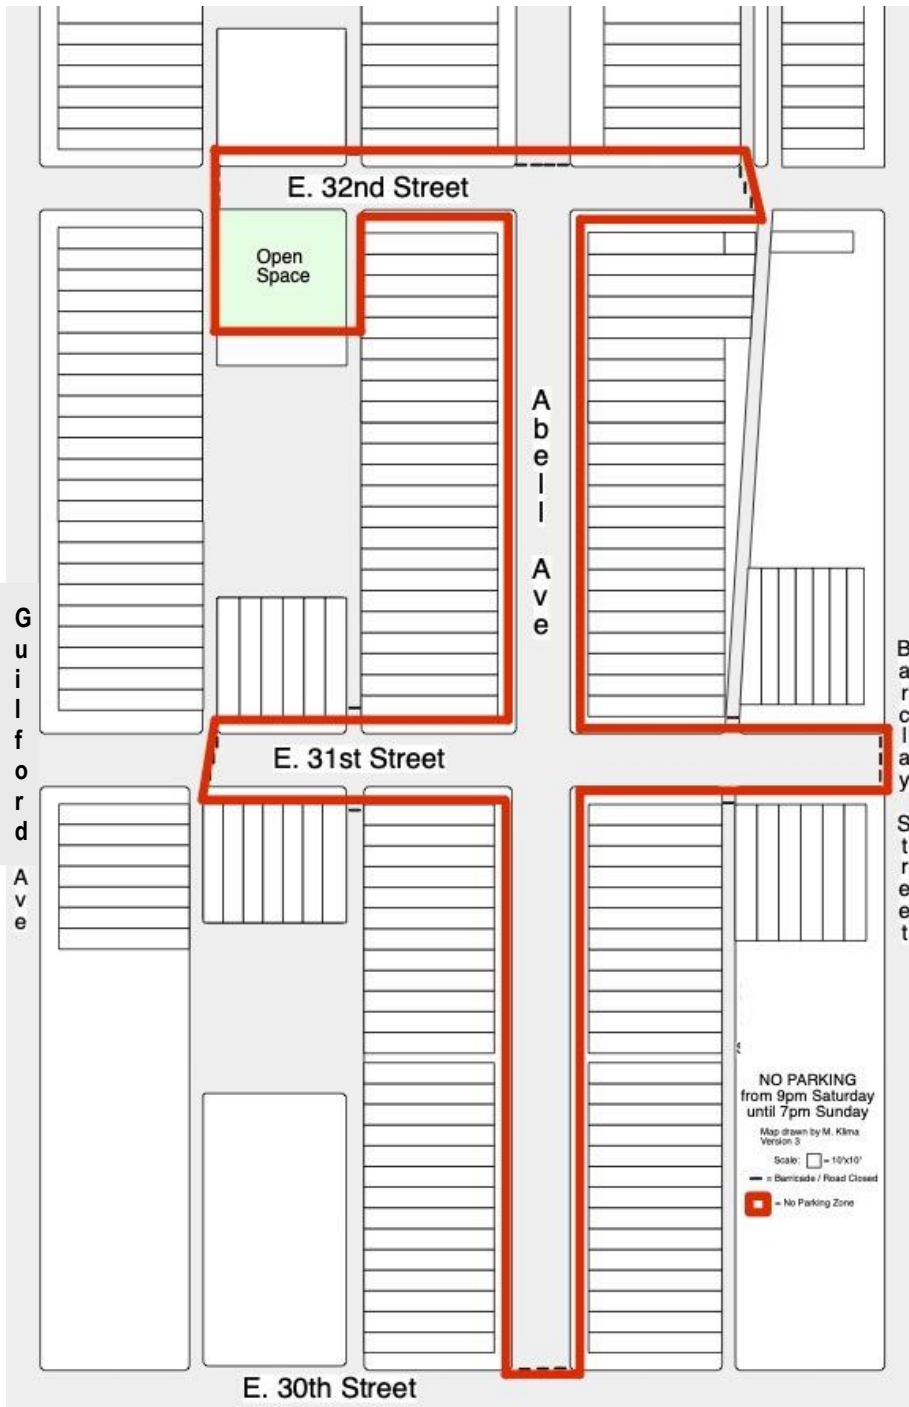 E. 32nd Street
Open
Space
Abell Ave
Guilford Ave
E. 31st Street
Barclay Street
NO PARKING
from 9pm Saturday
until 7pm Sunday
Map drawn by M. Klima
Version 3
Scale: = 10'x10'
= Barricade / Road Closed
= No Parking Zone
E. 30th Street